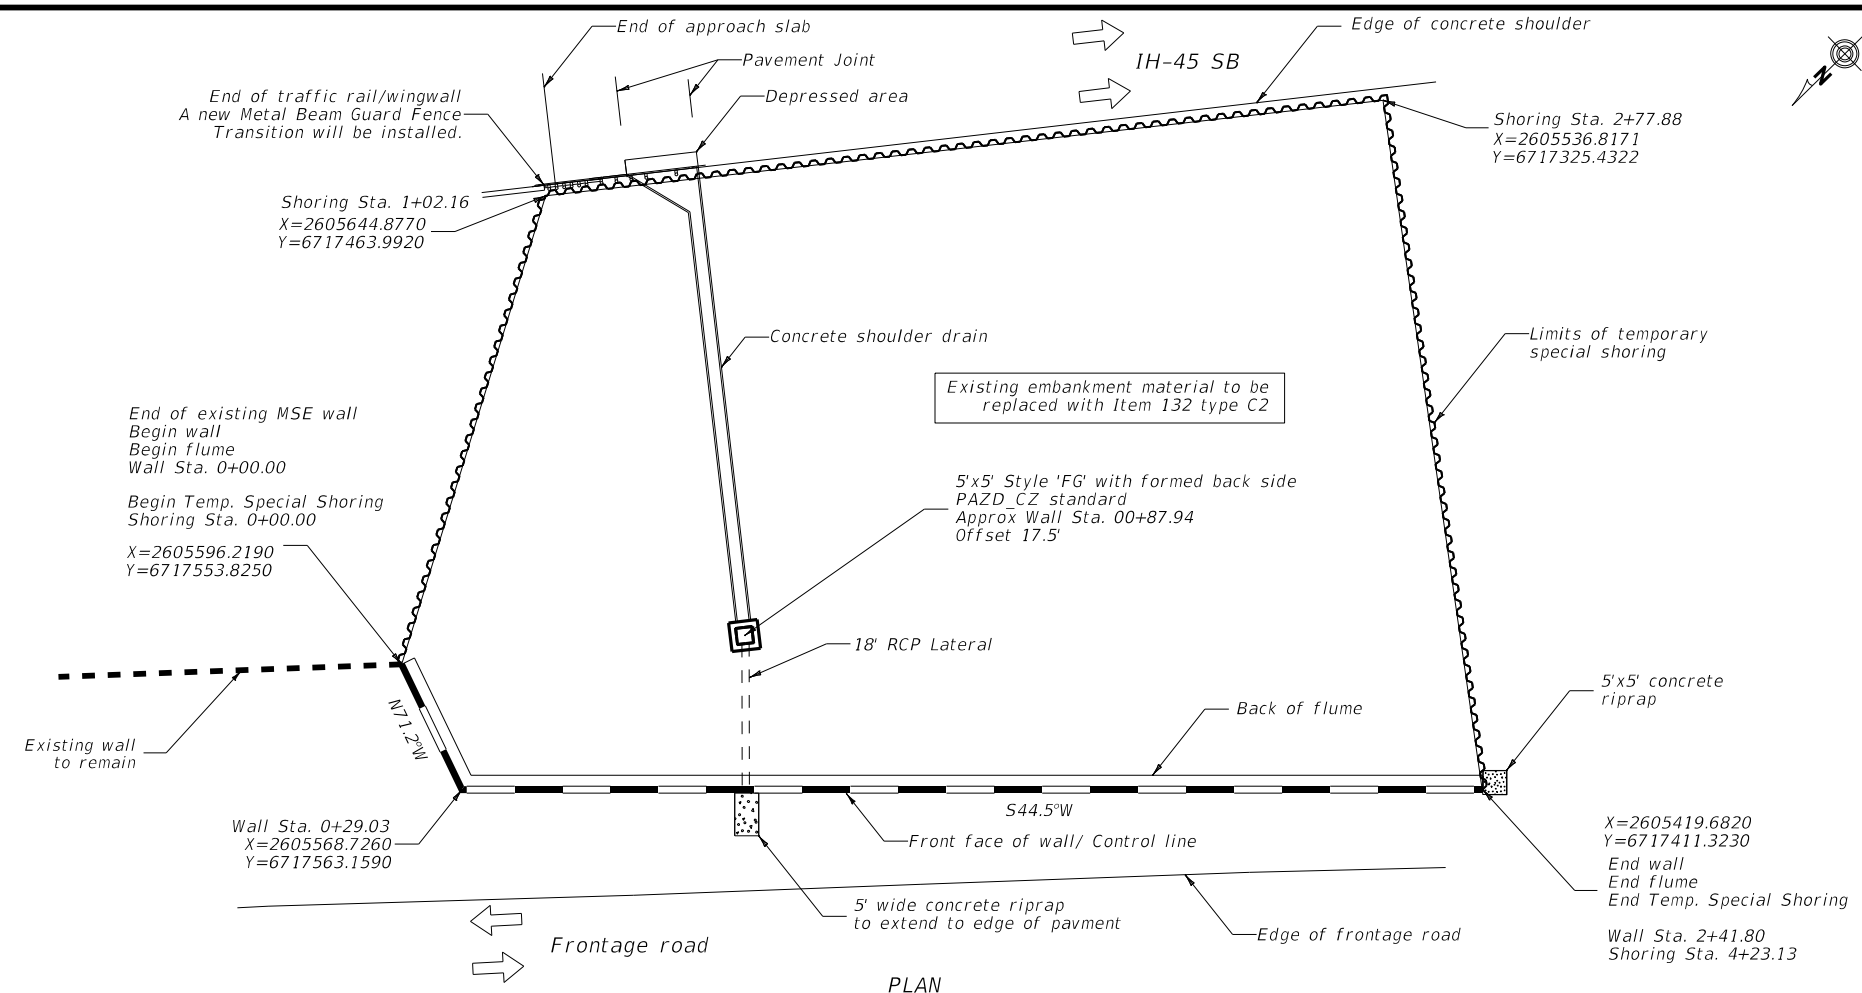 End of approach slab
Pavement Joint
Depressed area
End of traffic rail/wingwall
A new Metal Beam Guard Fence
Transition will be installed.
IH-45 SB
Edge of concrete shoulder
N
Shoring Sta. 2+77.88
X=2605536.8171
Y=6717325.4322
Shoring Sta. 1+02.16
X=2605644.8770
Y=6717463.9920
Concrete shoulder drain
Limits of temporary
special shoring
Existing embankment material to be
replaced with Item 132 type C2
End of existing MSE wall
Begin wall
Begin flume
Wall Sta. 0+00.00
Begin Temp. Special Shoring
Shoring Sta. 0+00.00
X=2605596.2190
Y=6717553.8250
5'x5' Style 'FG' with formed back side
PAZD_CZ standard
Approx Wall Sta. 00+87.94
Offset 17.5'
18' RCP Lateral
Back of flume
5'x5' concrete
riprap
Existing wall
to remain
N71.2°W
S44.5°W
Wall Sta. 0+29.03
X=2605568.7260
Y=6717563.1590
Front face of wall/ Control line
X=2605419.6820
Y=6717411.3230
End wall
End flume
End Temp. Special Shoring
Wall Sta. 2+41.80
Shoring Sta. 4+23.13
5' wide concrete riprap
to extend to edge of pavment
Edge of frontage road
Frontage road
PLAN